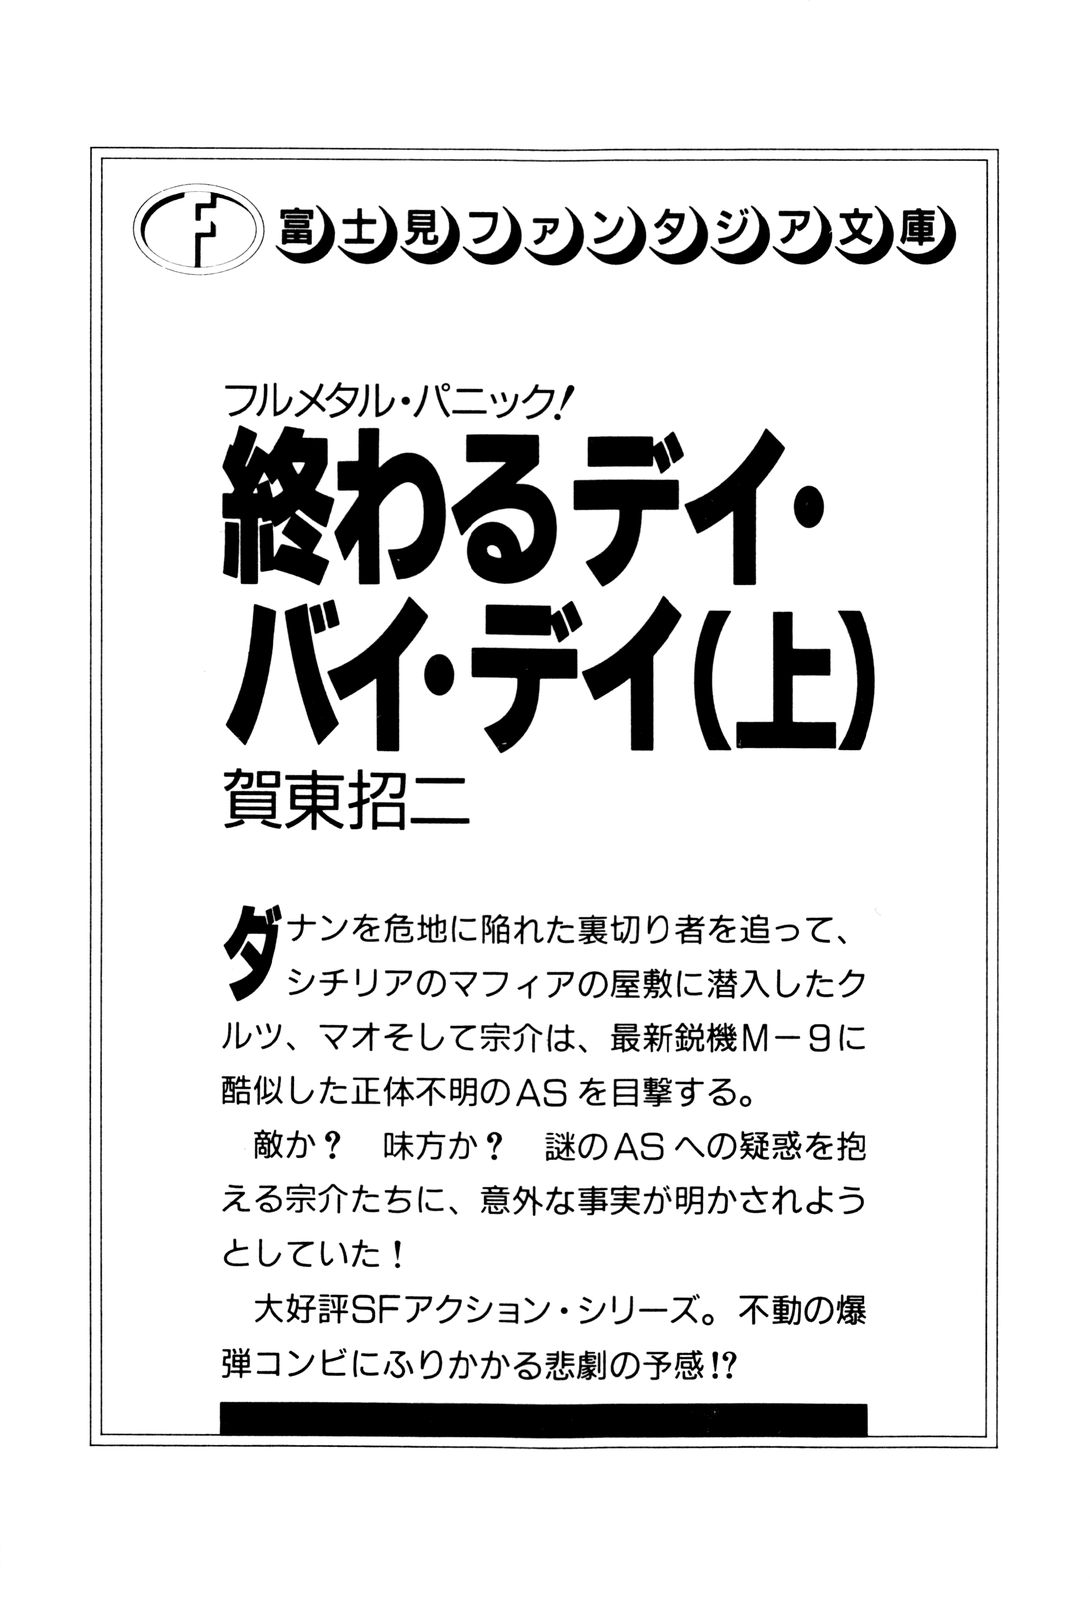 富士見ファンタジア文庫
フルメタル・パニック!
終わるデイ・
バイ・デイ(上)
賀東招二
ダナンを危地に陥れた裏切り者を追って、
シチリアのマフィアの屋敷に潜入したク
ルツ、マオそして宗介は、最新鋭機M-9に
酷似した正体不明のASを目撃する。
敵か? 味方か? 謎のASへの疑惑を抱
える宗介たちに、意外な事実が明かされよう
としていた!
大好評SFアクション・シリーズ。不動の爆
弾コンビにふりかかる悲劇の予感!?